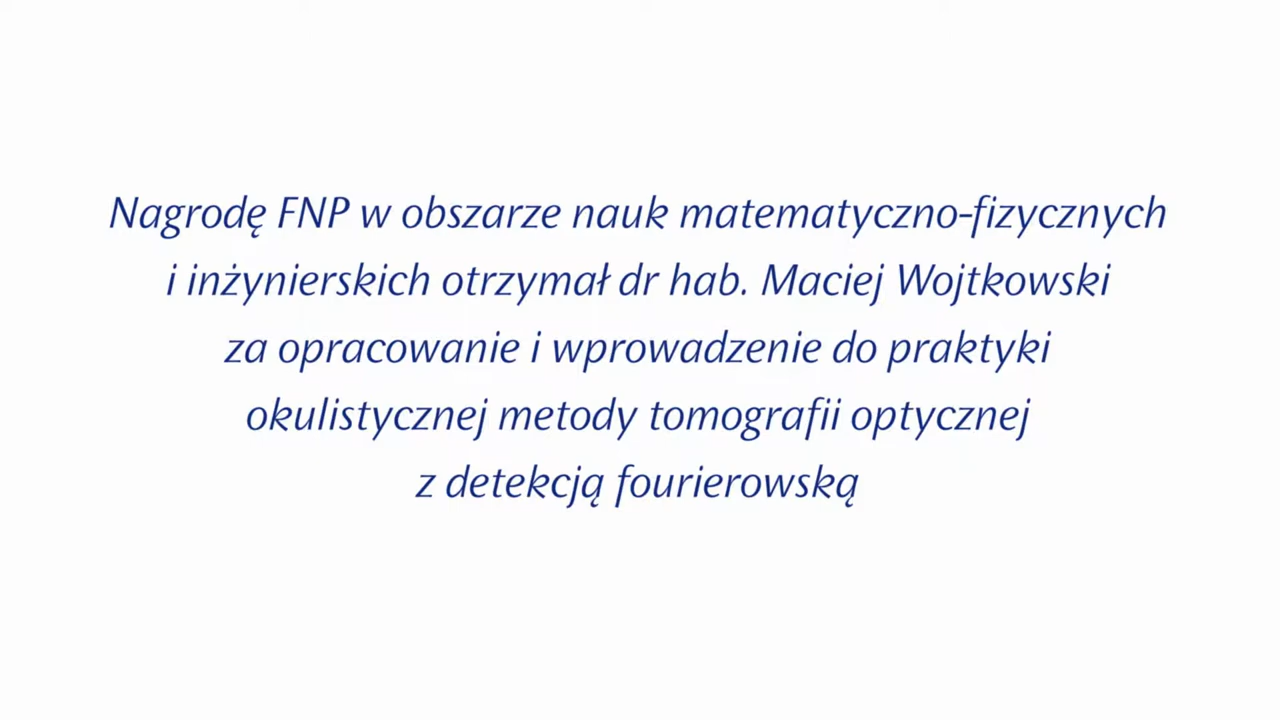 Nagrodę FNP w obszarze nauk matematyczno-fizycznych
i inżynierskich otrzymał dr hab. Maciej Wojtkowski
za opracowanie i wprowadzenie do praktyki
okulistycznej metody tomografii optycznej
z detekcją fourierowską